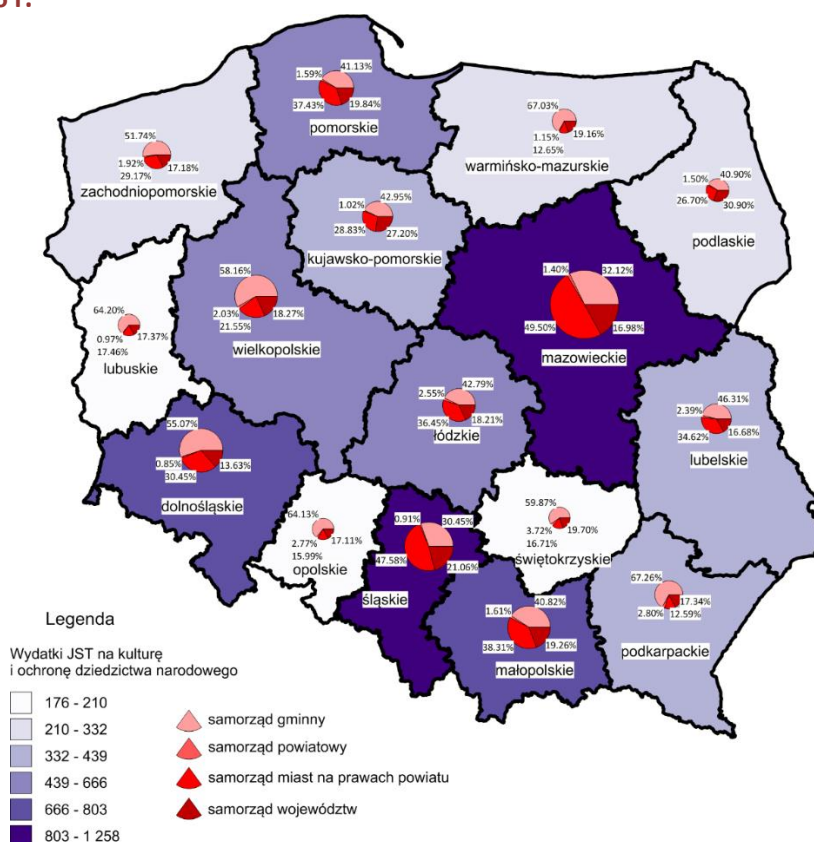 1.59% 41.13%
37.43% 19.84%
pomorskie
67.03%
1.15% 19.16%
12.65%
warmińsko-mazurskie
51.74%
1.92% 17.18%
29.17%
zachodniopomorskie
1.50% 40.90%
26.70% 30.90%
podlaskie
1.02% 42.95%
28.83% 27.20%
kujawsko-pomorskie
58.16%
2.03% 18.27%
21.55%
wielkopolskie
1.40% 32.12%
49.50% 16.98%
mazowieckie
64.20%
0.97% 17.37%
17.46%
lubuskie
2.55% 42.79%
36.45% 18.21%
łódzkie
2.39% 46.31%
34.62% 16.68%
lubelskie
55.07%
0.85% 13.63%
30.45%
dolnośląskie
64.13%
2.77% 17.11%
15.99%
opolskie
0.91% 30.45%
47.58% 21.06%
śląskie
59.87%
3.72% 19.70%
16.71%
świętokrzyskie
1.61% 40.82%
38.31% 19.26%
małopolskie
67.26%
17.34%
2.80% 12.59%
podkarpackie
Legenda
Wydatki JST na kulturę
i ochronę dziedzictwa narodowego
176 - 210
210 - 332
332 - 439
439 - 666
666 - 803
803 - 1 258
samorząd gminny
samorząd powiatowy
samorząd miast na prawach powiatu
samorząd województw